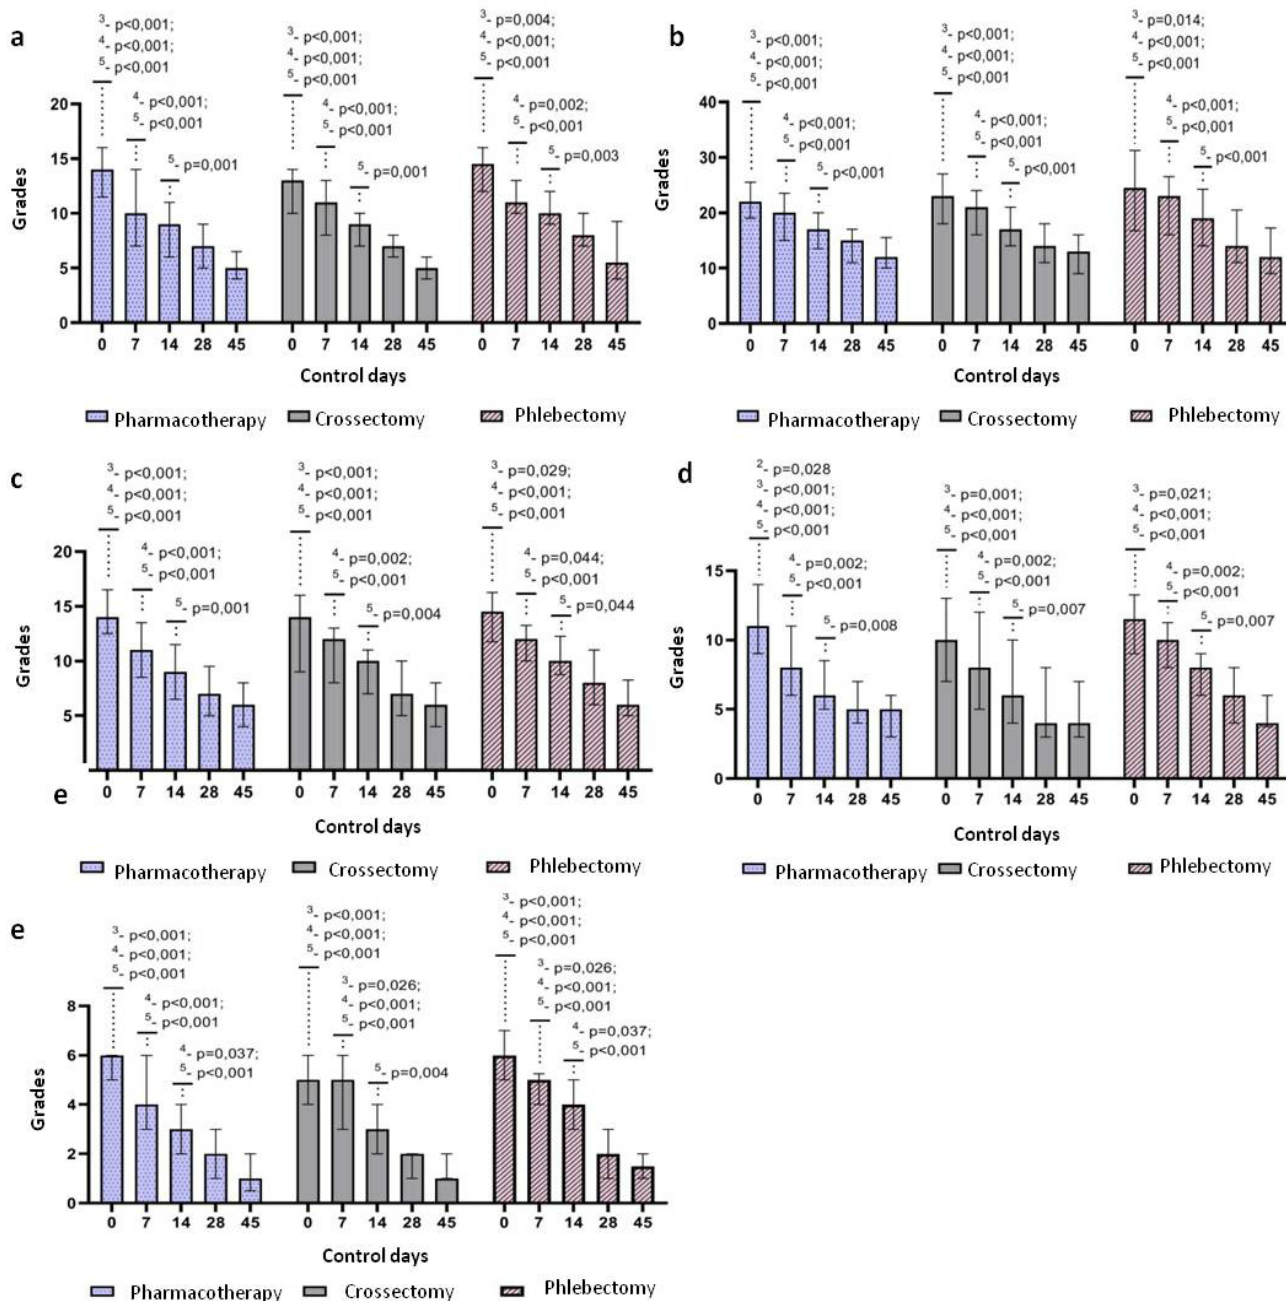 a
3- p<0,001;
4- p<0,001;
5- p<0,001
4- p<0,001;
5- p<0,001
5- p=0,001
3- p<0,001;
4- p<0,001;
5- p<0,001
4- p<0,001;
5- p<0,001
5- p=0,001
3- p=0,004;
4- p<0,001;
5- p<0,001
4- p=0,002;
5- p<0,001
5- p=0,003
Grades
20
15
10
5
0
0 7 14 28 45 0 7 14 28 45 0 7 14 28 45
Control days
Pharmacotherapy Crossectomy Phlebectomy
b
3- p<0,001;
4- p<0,001;
5- p<0,001
4- p<0,001;
5- p<0,001
5- p<0,001
3- p<0,001;
4- p<0,001;
5- p<0,001
4- p<0,001;
5- p<0,001
5- p<0,001
3- p=0,014;
4- p<0,001;
5- p<0,001
4- p<0,001;
5- p<0,001
5- p<0,001
Grades
40
30
20
10
0
0 7 14 28 45 0 7 14 28 45 0 7 14 28 45
Control days
Pharmacotherapy Crossectomy Phlebectomy
c
3- p<0,001;
4- p<0,001;
5- p<0,001
4- p<0,001;
5- p<0,001
5- p=0,001
3- p<0,001;
4- p<0,001;
5- p<0,001
4- p=0,002;
5- p<0,001
5- p=0,004
3- p=0,029;
4- p<0,001;
5- p<0,001
4- p=0,044;
5- p<0,001
5- p=0,044
Grades
20
15
10
5
0 7 14 28 45 0 7 14 28 45 0 7 14 28 45
e
Control days
Pharmacotherapy Crossectomy Phlebectomy
d
2- p=0,028
3- p<0,001;
4- p<0,001;
5- p<0,001
4- p=0,002;
5- p<0,001
5- p=0,008
3- p=0,001;
4- p<0,001;
5- p<0,001
4- p=0,002;
5- p<0,001
5- p=0,007
3- p=0,021;
4- p<0,001;
5- p<0,001
4- p=0,002;
5- p<0,001
5- p=0,007
Grades
15
10
5
0
0 7 14 28 45 0 7 14 28 45 0 7 14 28 45
Control days
Pharmacotherapy Crossectomy Phlebectomy
e
3- p<0,001;
4- p<0,001;
5- p<0,001
4- p<0,001;
5- p<0,001
4- p=0,037;
5- p<0,001
3- p<0,001;
4- p<0,001;
5- p<0,001
3- p=0,026;
4- p<0,001;
5- p<0,001
5- p=0,004
3- p<0,001;
4- p<0,001;
5- p<0,001
3- p=0,026;
4- p<0,001;
5- p<0,001
4- p=0,037;
5- p<0,001
Grades
8
6
4
2
0
0 7 14 28 45 0 7 14 28 45 0 7 14 28 45
Control days
Pharmacotherapy Crossectomy Phlebectomy